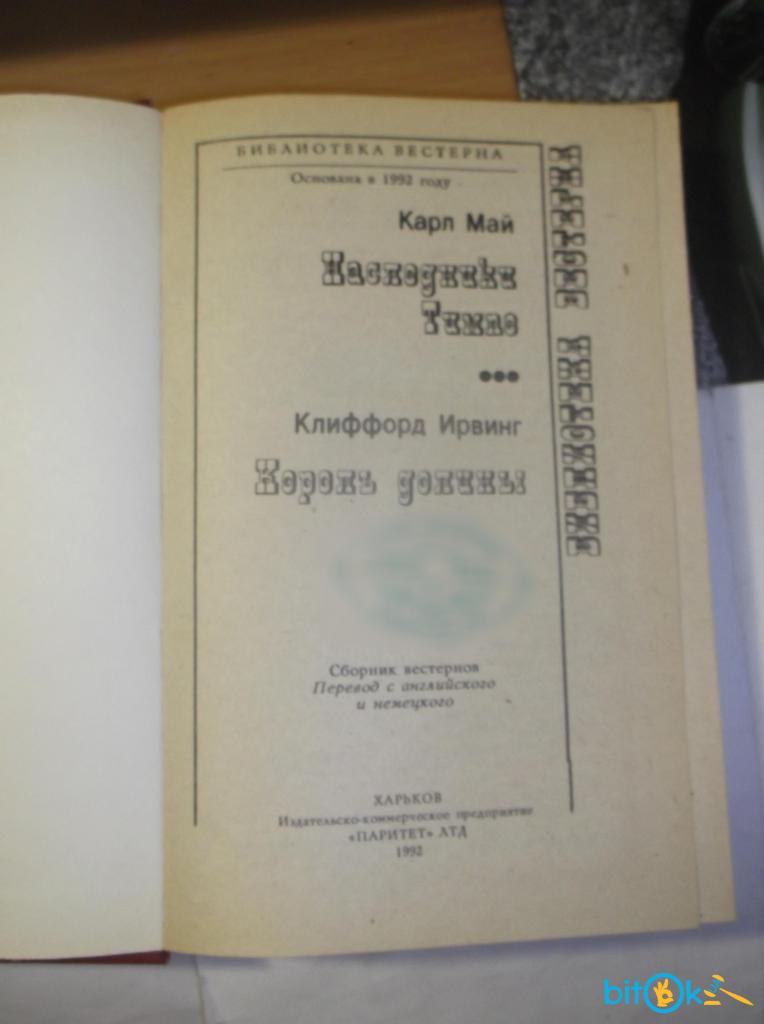 БИБЛИОТЕКА ВЕСТЕРНА
Основана в 1992 году
Карл Май
Наследники
Тимпе
●●●
Клиффорд Ирвинг
Король долины
Сборник вестернов
Перевод с английского
и немецкого
ХАРЬКОВ
Издательско-коммерческое предприятие
«ПАРИТЕТ» ЛТД
1992
bitOk